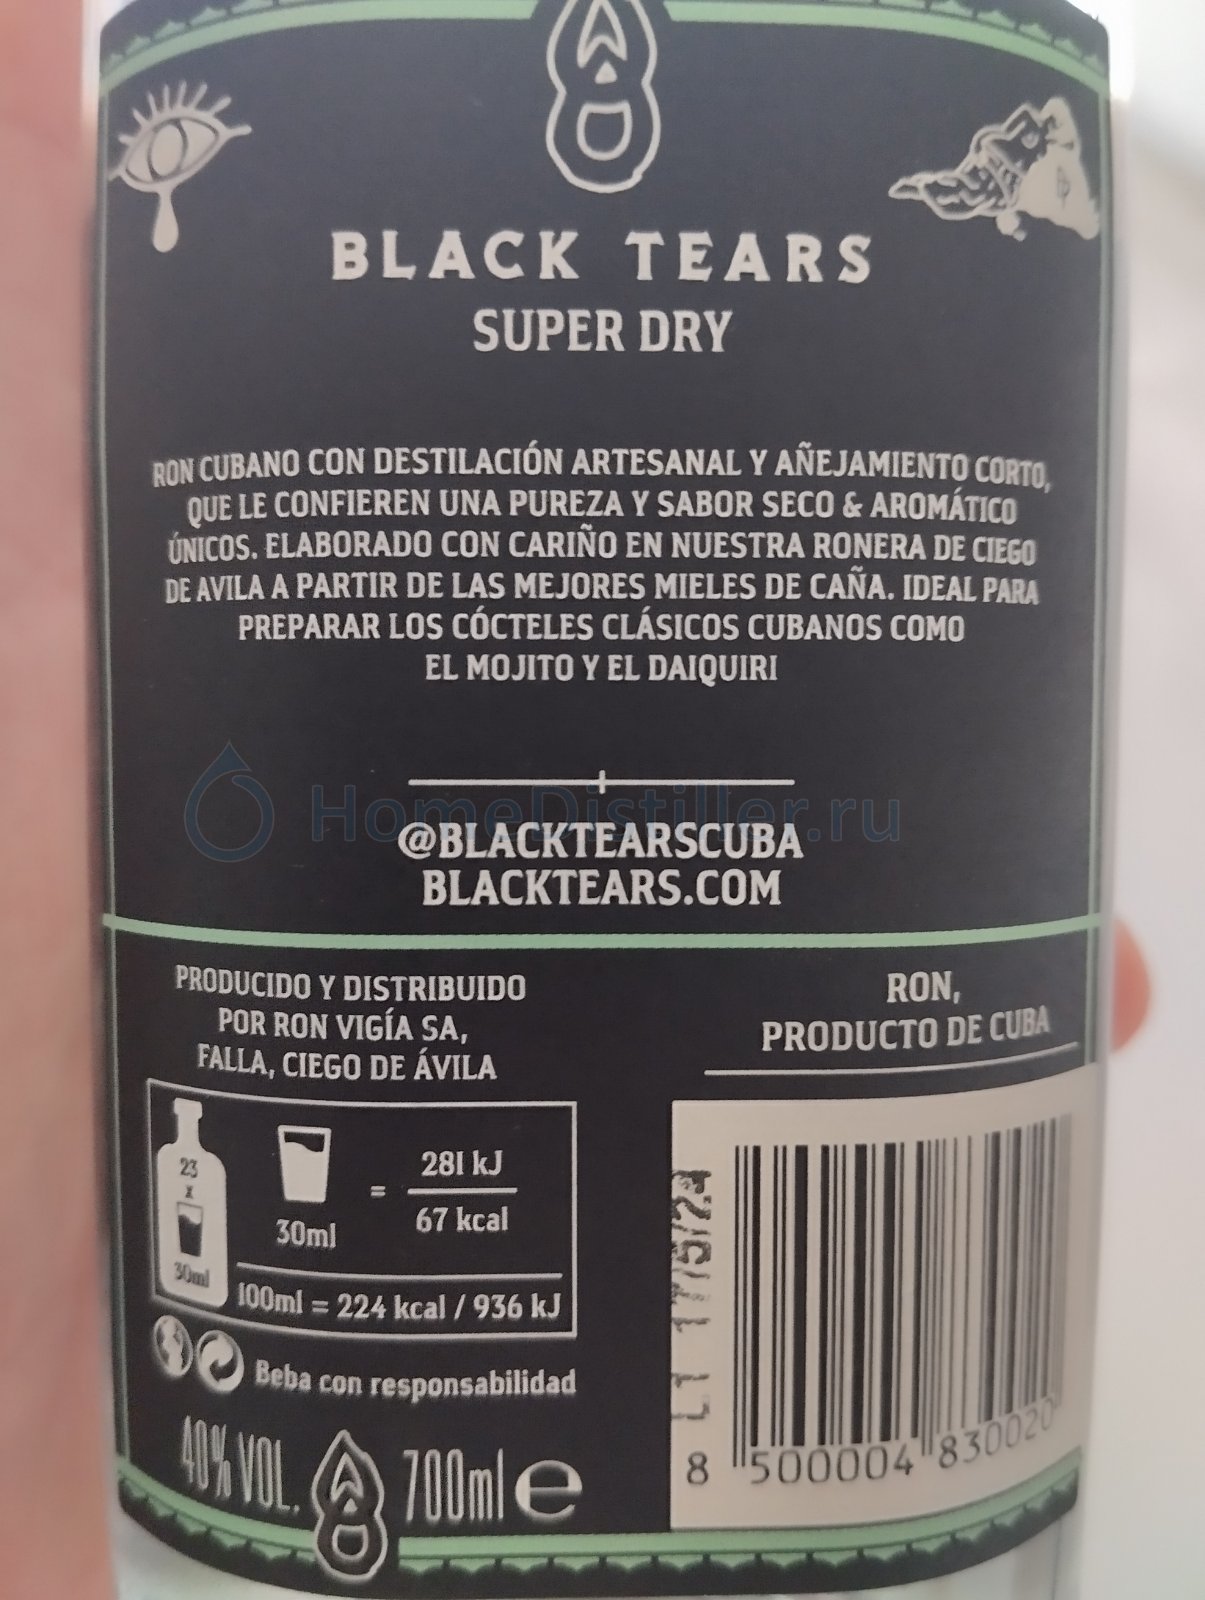 BLACK TEARS
SUPER DRY
RON CUBANO CON DESTILACIÓN ARTESANAL Y AÑEJAMIENTO CORTO,
QUE LE CONFIEREN UNA PUREZA Y SABOR SECO & AROMÁTICO
ÚNICOS. ELABORADO CON CARIÑO EN NUESTRA RONERA DE CIEGO
DE AVILA A PARTIR DE LAS MEJORES MIELES DE CAÑA. IDEAL PARA
PREPARAR LOS CÓCTELES CLÁSICOS CUBANOS COMO
EL MOJITO Y EL DAIQUIRI
HomeDistiller.ru
@BLACKTEARSCUBA
BLACKTEARS.COM
PRODUCIDO Y DISTRIBUIDO
POR RON VIGÍA SA,
FALLA, CIEGO DE ÁVILA
RON,
PRODUCTO DE CUBA
23
x
30ml
30ml
=
281 kJ
67 kcal
100ml = 224 kcal / 936 kJ
Beba con responsabilidad
40% VOL.
700ml e
L1 17/5/24
8 500004 830020